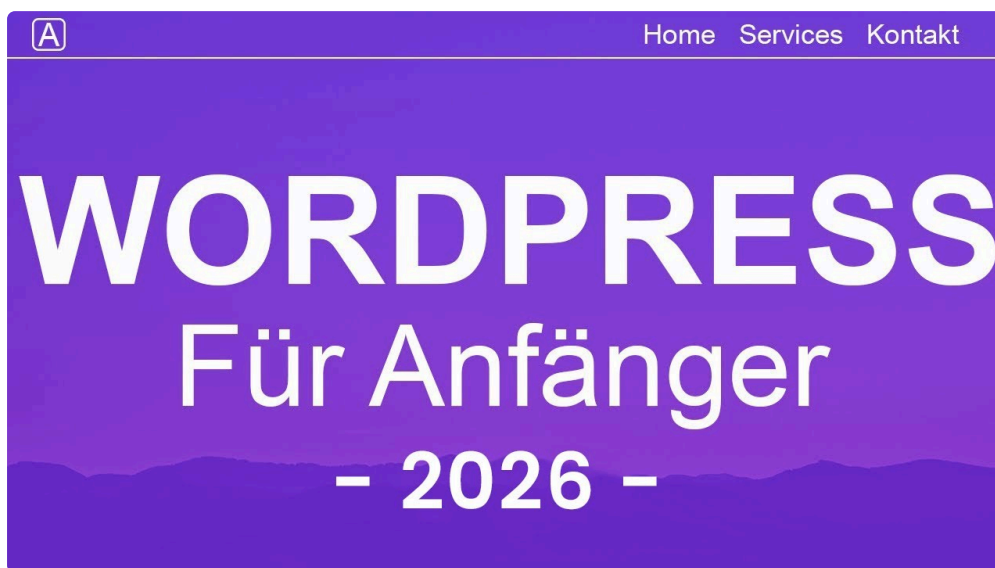 A
Home Services Kontakt
WORDPRESS
Für Anfänger
- 2026 -